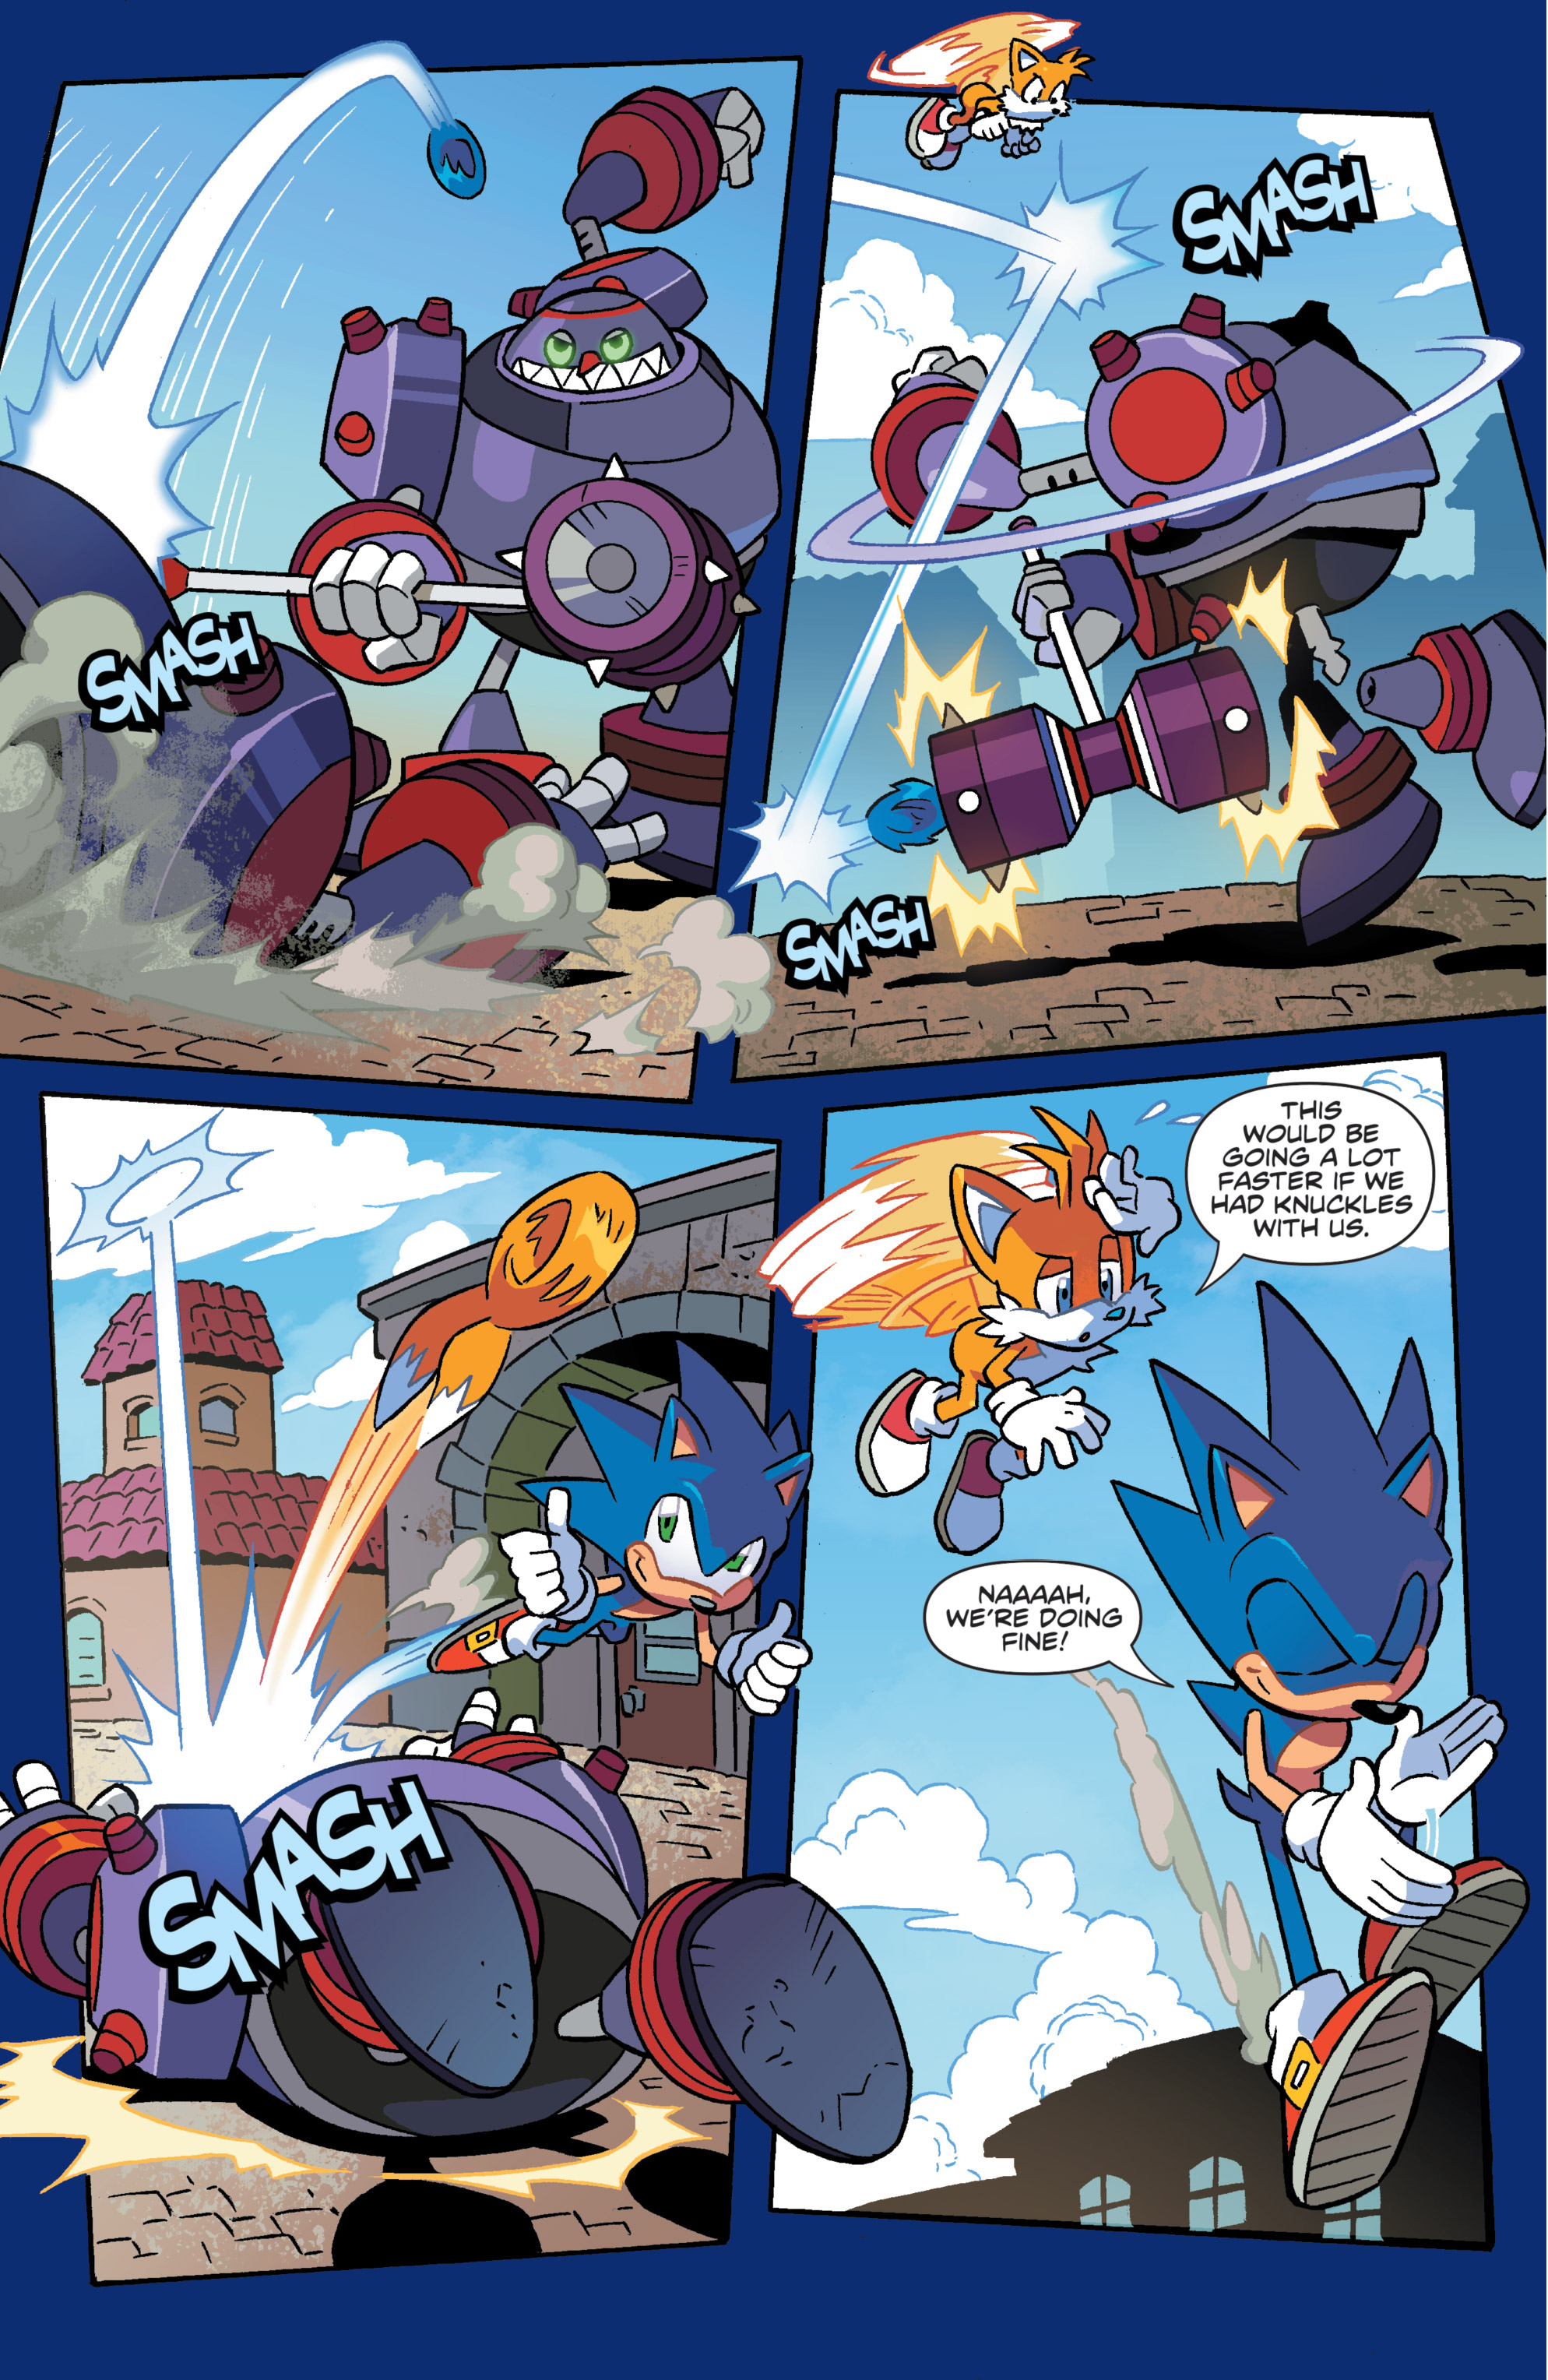 SMASH
SMASH
SMASH
SMASH
THIS
WOULD BE
GOING A LOT
FASTER IF WE
HAD KNUCKLES
WITH US.
NAAAAH,
WE'RE DOING
FINE!